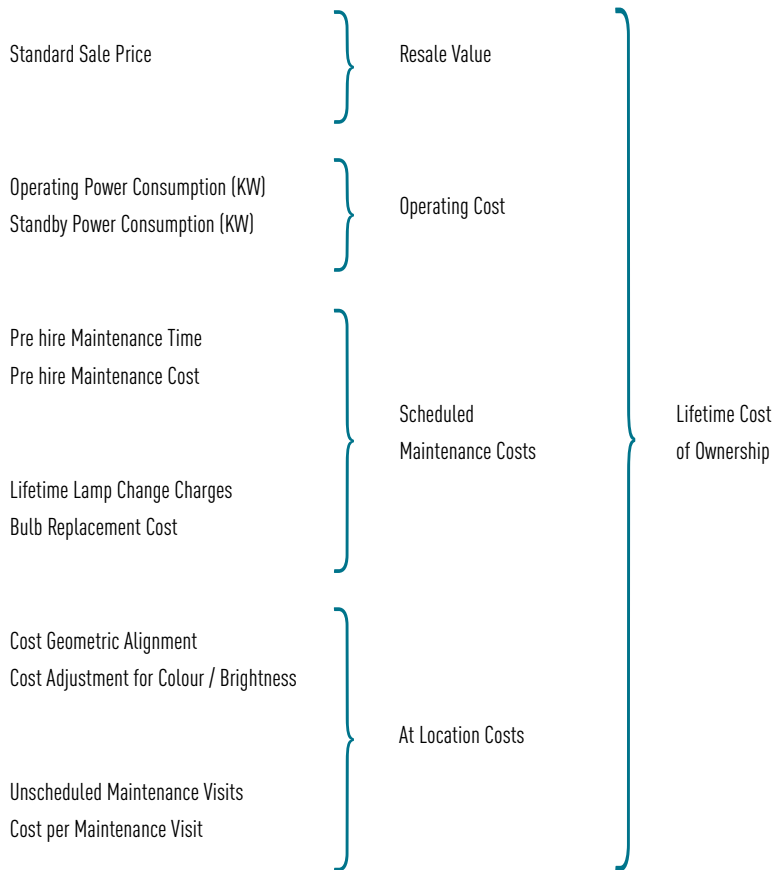 Standard Sale Price
Resale Value
Operating Power Consumption (KW)
Standby Power Consumption (KW)
Operating Cost
Pre hire Maintenance Time
Pre hire Maintenance Cost
Lifetime Lamp Change Charges
Bulb Replacement Cost
Scheduled
Maintenance Costs
Cost Geometric Alignment
Cost Adjustment for Colour / Brightness
Unscheduled Maintenance Visits
Cost per Maintenance Visit
At Location Costs
Lifetime Cost
of Ownership